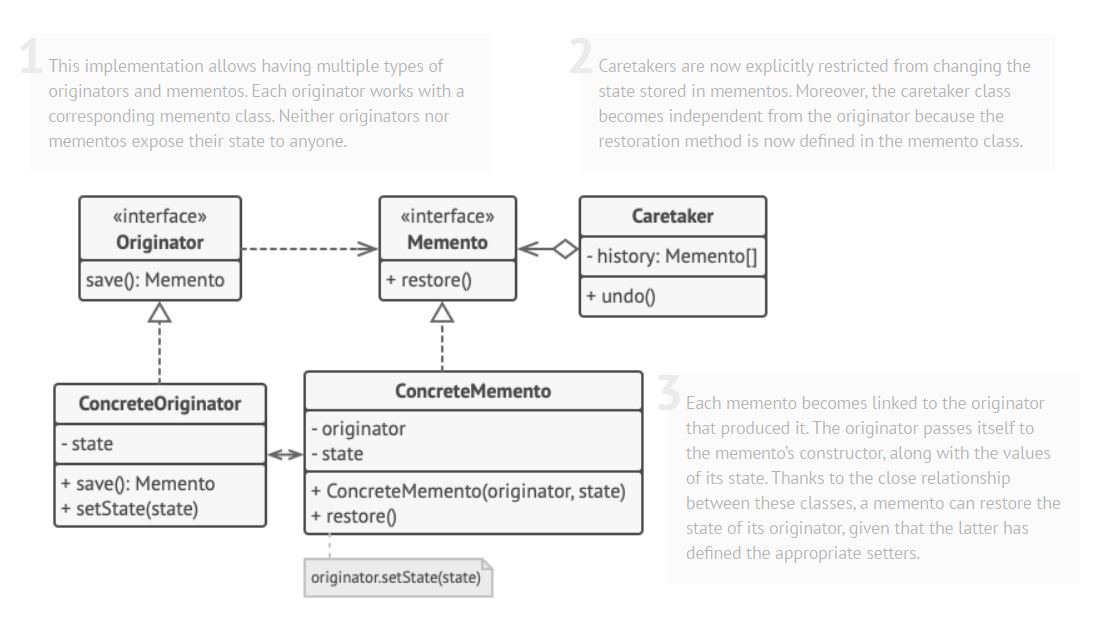 1
This implementation allows having multiple types of
originators and mementos. Each originator works with a
corresponding memento class. Neither originators nor
mementos expose their state to anyone.
2
Caretakers are now explicitly restricted from changing the
state stored in mementos. Moreover, the caretaker class
becomes independent from the originator because the
restoration method is now defined in the memento class.
«interface»
Originator
save(): Memento
«interface»
Memento
+ restore()
Caretaker
- history: Memento[]
+ undo()
ConcreteOriginator
- state
+ save(): Memento
+ setState(state)
ConcreteMemento
- originator
- state
+ ConcreteMemento(originator, state)
+ restore()
originator.setState(state)
3
Each memento becomes linked to the originator
that produced it. The originator passes itself to
the memento's constructor, along with the values
of its state. Thanks to the close relationship
between these classes, a memento can restore the
state of its originator, given that the latter has
defined the appropriate setters.